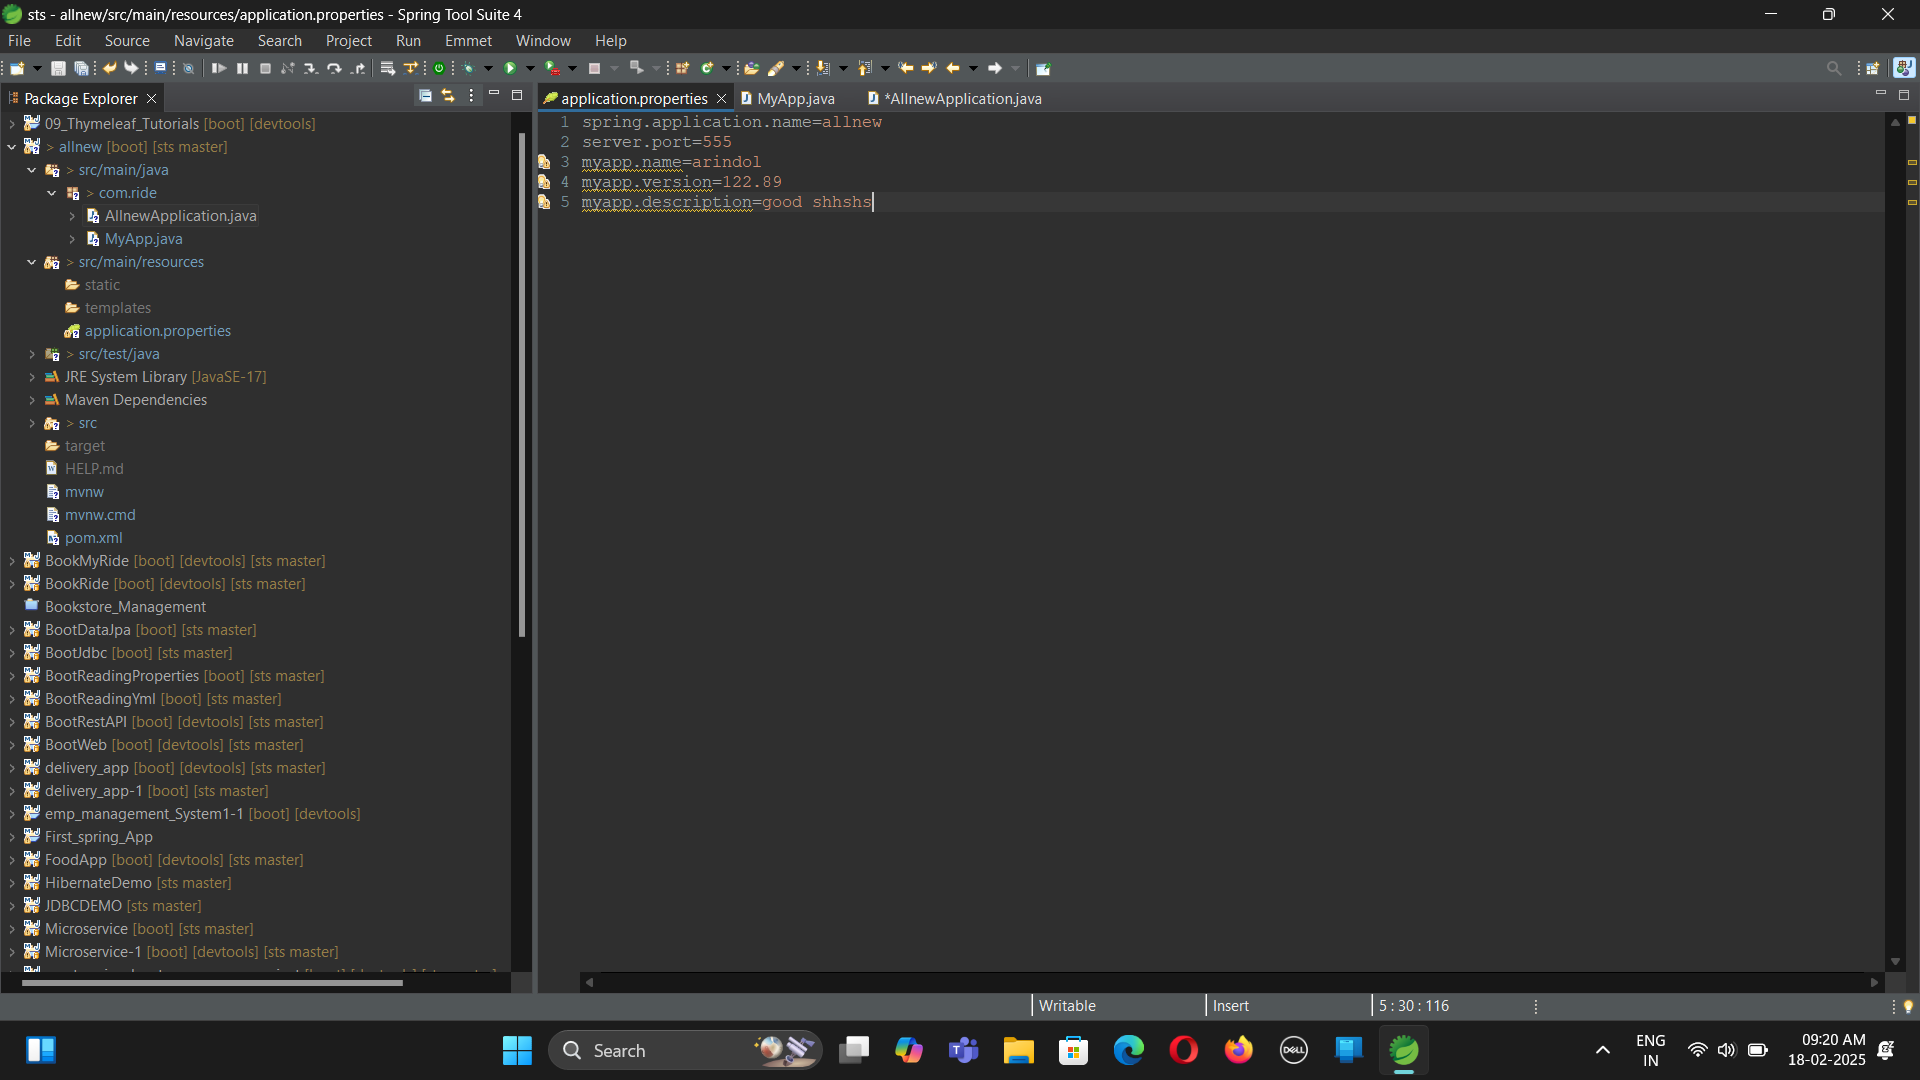 sts - allnew/src/main/resources/application.properties - Spring Tool Suite 4
File Edit Source Navigate Search Project Run Emmet Window Help
Package Explorer
application.properties MyApp.java *AllnewApplication.java
09_Thymeleaf_Tutorials [boot] [devtools]
> allnew [boot] [sts master]
> src/main/java
> com.ride
AllnewApplication.java
MyApp.java
> src/main/resources
static
templates
application.properties
> src/test/java
JRE System Library [JavaSE-17]
Maven Dependencies
> src
target
HELP.md
mvnw
mvnw.cmd
pom.xml
BookMyRide [boot] [devtools] [sts master]
BookRide [boot] [devtools] [sts master]
Bookstore_Management
BootDataJpa [boot] [sts master]
BootJdbc [boot] [sts master]
BootReadingProperties [boot] [sts master]
BootReadingYml [boot] [sts master]
BootRestAPI [boot] [devtools] [sts master]
BootWeb [boot] [devtools] [sts master]
delivery_app [boot] [devtools] [sts master]
delivery_app-1 [boot] [sts master]
emp_management_System1-1 [boot] [devtools]
First_spring_App
FoodApp [boot] [devtools] [sts master]
HibernateDemo [sts master]
JDBCDEMO [sts master]
Microservice [boot] [sts master]
Microservice-1 [boot] [devtools] [sts master]
1 spring.application.name=allnew
2 server.port=555
3 myapp.name=arindol
4 myapp.version=122.89
5 myapp.description=good shhshs
Writable Insert 5 : 30 : 116
Search
DELL
ENG
IN
09:20 AM
18-02-2025